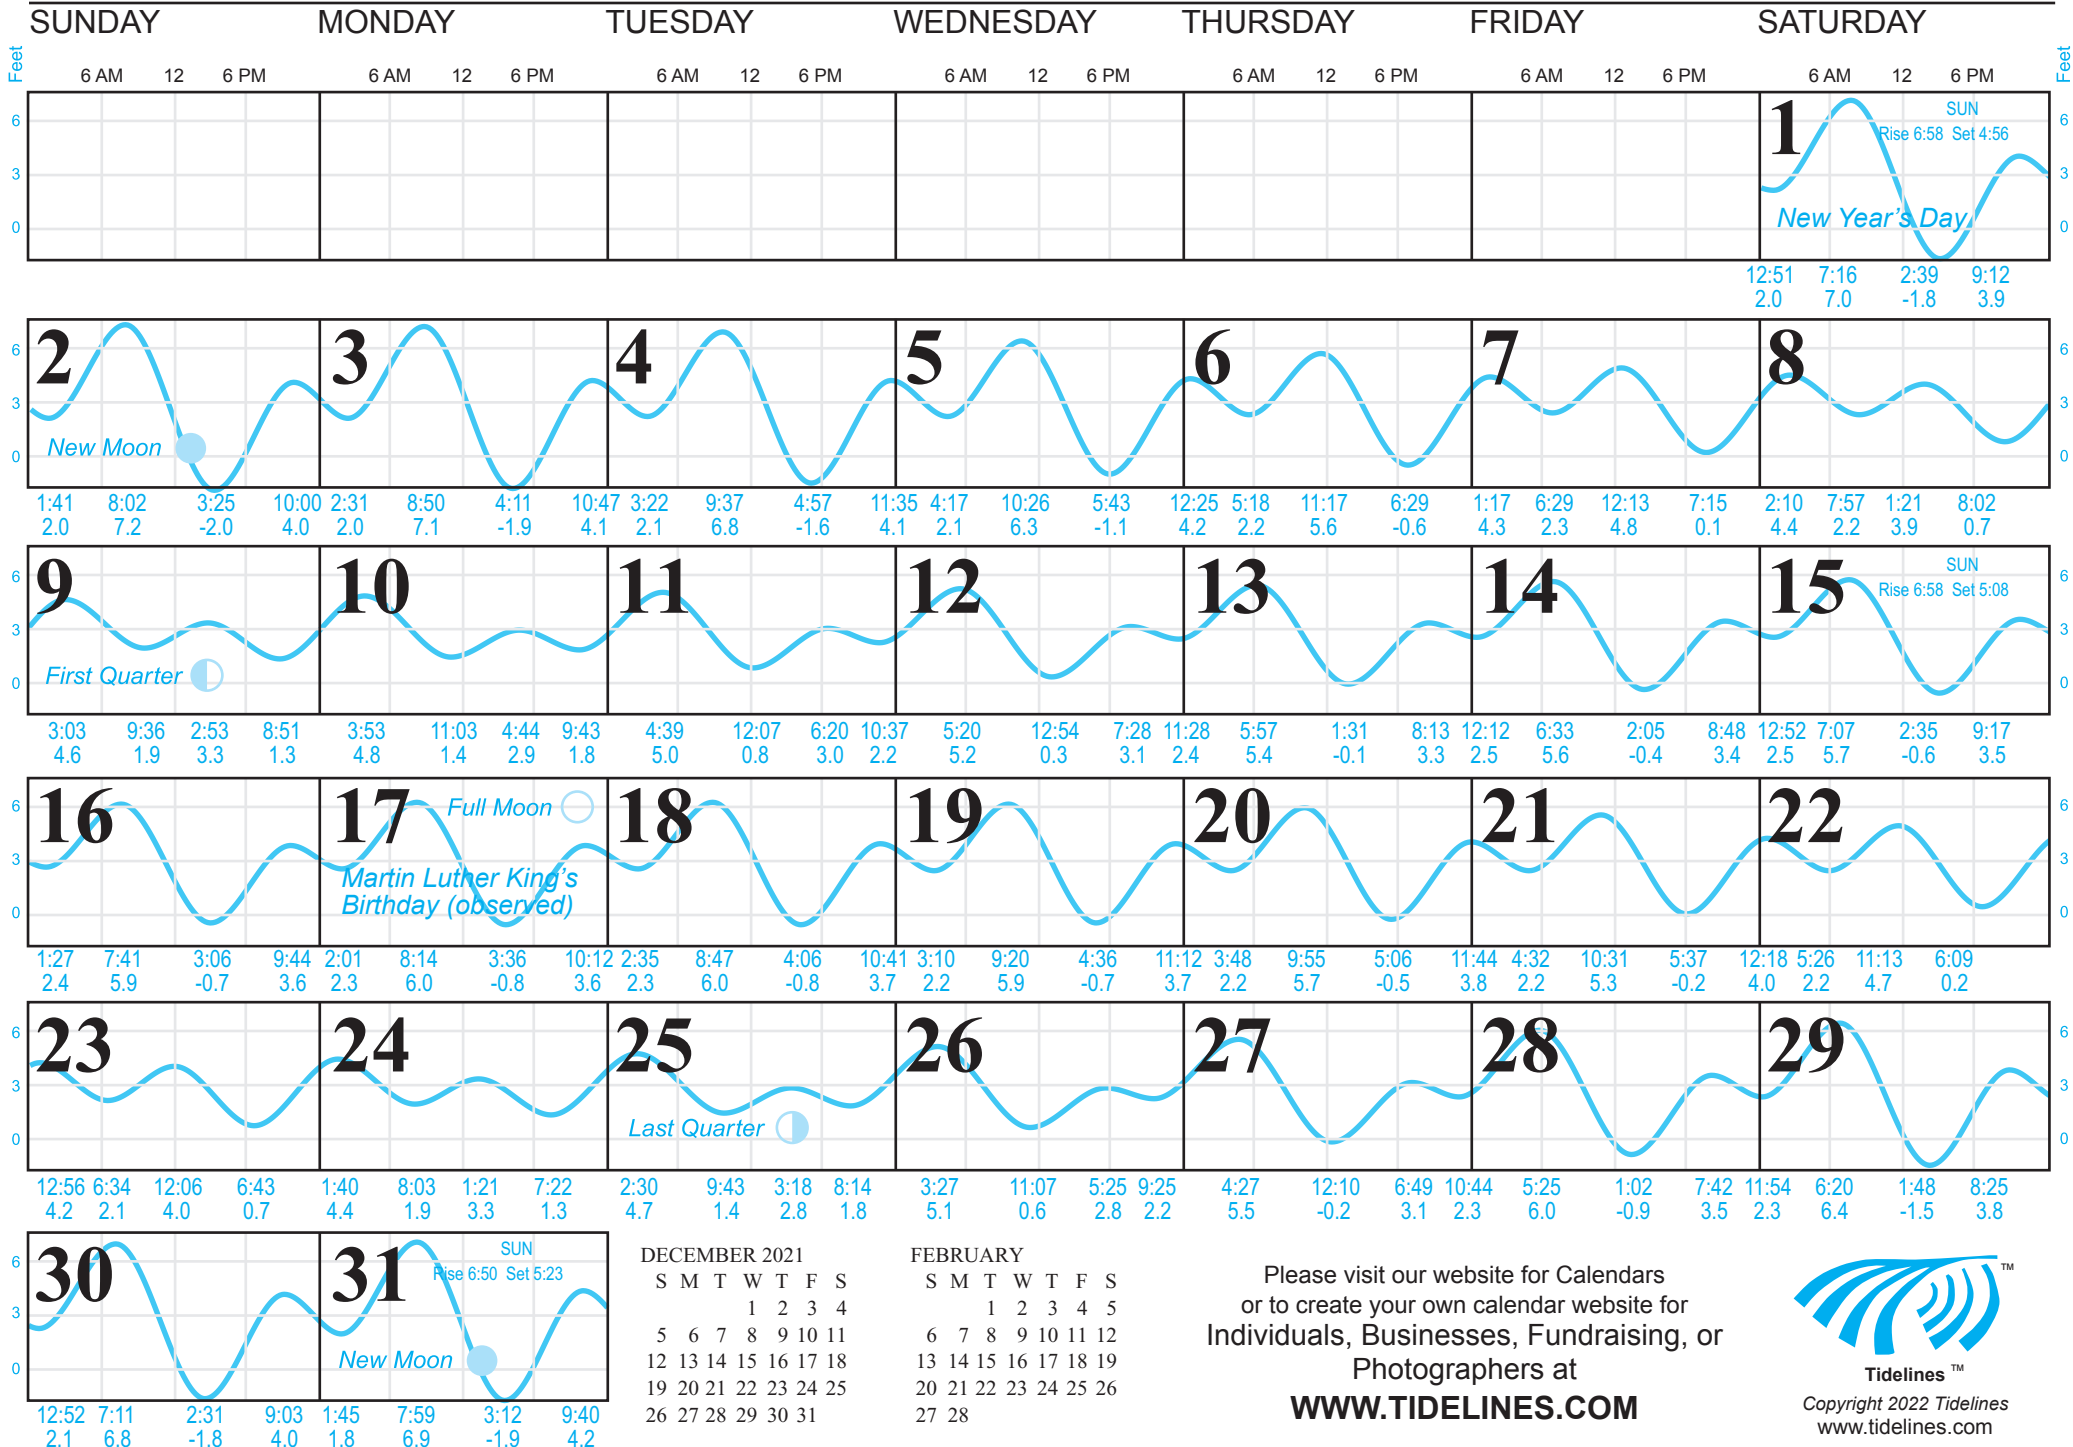 SUNDAY MONDAY TUESDAY WEDNESDAY THURSDAY FRIDAY SATURDAY
Feet 6 AM 12 6 PM 6 AM 12 6 PM 6 AM 12 6 PM 6 AM 12 6 PM 6 AM 12 6 PM 6 AM 12 6 PM 6 AM 12 6 PM Feet
1 SUN
6 6
Rise 6:58 Set 4:56
3 3
New Year's Day
0 0
12:51 7:16 2:39 9:12
2.0 7.0 -1.8 3.9
2 3 4 5 6 7 8
6 6
3 3
New Moon
0 0
1:41 8:02 3:25 10:00 2:31 8:50 4:11 10:47 3:22 9:37 4:57 11:35 4:17 10:26 5:43 12:25 5:18 11:17 6:29 1:17 6:29 12:13 7:15 2:10 7:57 1:21 8:02
2.0 7.2 -2.0 4.0 2.0 7.1 -1.9 4.1 2.1 6.8 -1.6 4.1 2.1 6.3 -1.1 4.2 2.2 5.6 -0.6 4.3 2.3 4.8 0.1 4.4 2.2 3.9 0.7
9 10 11 12 13 14 15 SUN
6 6
Rise 6:58 Set 5:08
3 3
First Quarter
0 0
3:03 9:36 2:53 8:51 3:53 11:03 4:44 9:43 4:39 12:07 6:20 10:37 5:20 12:54 7:28 11:28 5:57 1:31 8:13 12:12 6:33 2:05 8:48 12:52 7:07 2:35 9:17
4.6 1.9 3.3 1.3 4.8 1.4 2.9 1.8 5.0 0.8 3.0 2.2 5.2 0.3 3.1 2.4 5.4 -0.1 3.3 2.5 5.6 -0.4 3.4 2.5 5.7 -0.6 3.5
16 17 Full Moon 18 19 20 21 22
6 6
3 3
Martin Luther King's
Birthday (observed)
0 0
1:27 7:41 3:06 9:44 2:01 8:14 3:36 10:12 2:35 8:47 4:06 10:41 3:10 9:20 4:36 11:12 3:48 9:55 5:06 11:44 4:32 10:31 5:37 12:18 5:26 11:13 6:09
2.4 5.9 -0.7 3.6 2.3 6.0 -0.8 3.6 2.3 6.0 -0.8 3.7 2.2 5.9 -0.7 3.7 2.2 5.7 -0.5 3.8 2.2 5.3 -0.2 4.0 2.2 4.7 0.2
23 24 25 26 27 28 29
6 6
3 3
Last Quarter
0 0
12:56 6:34 12:06 6:43 1:40 8:03 1:21 7:22 2:30 9:43 3:18 8:14 3:27 11:07 5:25 9:25 4:27 12:10 6:49 10:44 5:25 1:02 7:42 11:54 6:20 1:48 8:25
4.2 2.1 4.0 0.7 4.4 1.9 3.3 1.3 4.7 1.4 2.8 1.8 5.1 0.6 2.8 2.2 5.5 -0.2 3.1 2.3 6.0 -0.9 3.5 2.3 6.4 -1.5 3.8
30 31 SUN
6
Rise 6:50 Set 5:23
3
New Moon
0
12:52 7:11 2:31 9:03 1:45 7:59 3:12 9:40
2.1 6.8 -1.8 4.0 1.8 6.9 -1.9 4.2
DECEMBER 2021
S M T W T F S
1 2 3 4
5 6 7 8 9 10 11
12 13 14 15 16 17 18
19 20 21 22 23 24 25
26 27 28 29 30 31
FEBRUARY
S M T W T F S
1 2 3 4 5
6 7 8 9 10 11 12
13 14 15 16 17 18 19
20 21 22 23 24 25 26
27 28
Please visit our website for Calendars
or to create your own calendar website for
Individuals, Businesses, Fundraising, or
Photographers at
WWW.TIDELINES.COM
TM
Tidelines TM
Copyright 2022 Tidelines
www.tidelines.com